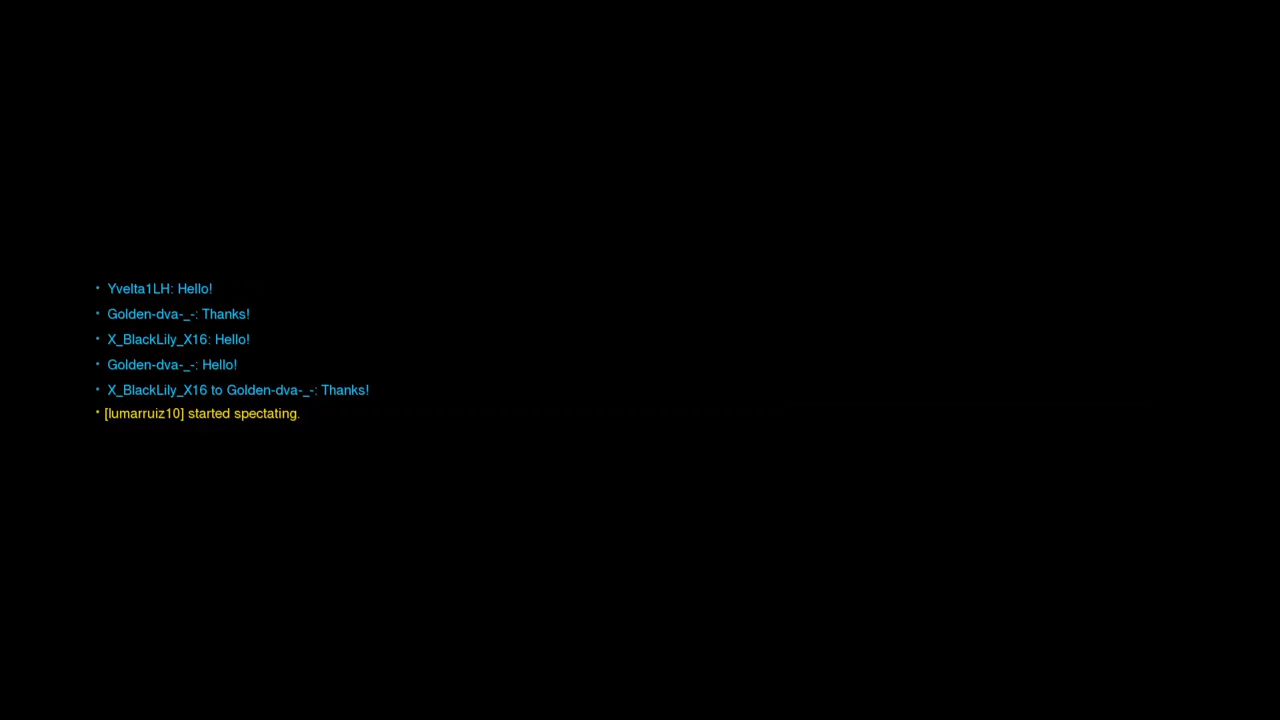 • Yvelta1LH: Hello!
• Golden-dva-_-: Thanks!
• X_BlackLily_X16: Hello!
• Golden-dva-_-: Hello!
• X_BlackLily_X16 to Golden-dva-_-: Thanks!
• [lumarruiz10] started spectating.